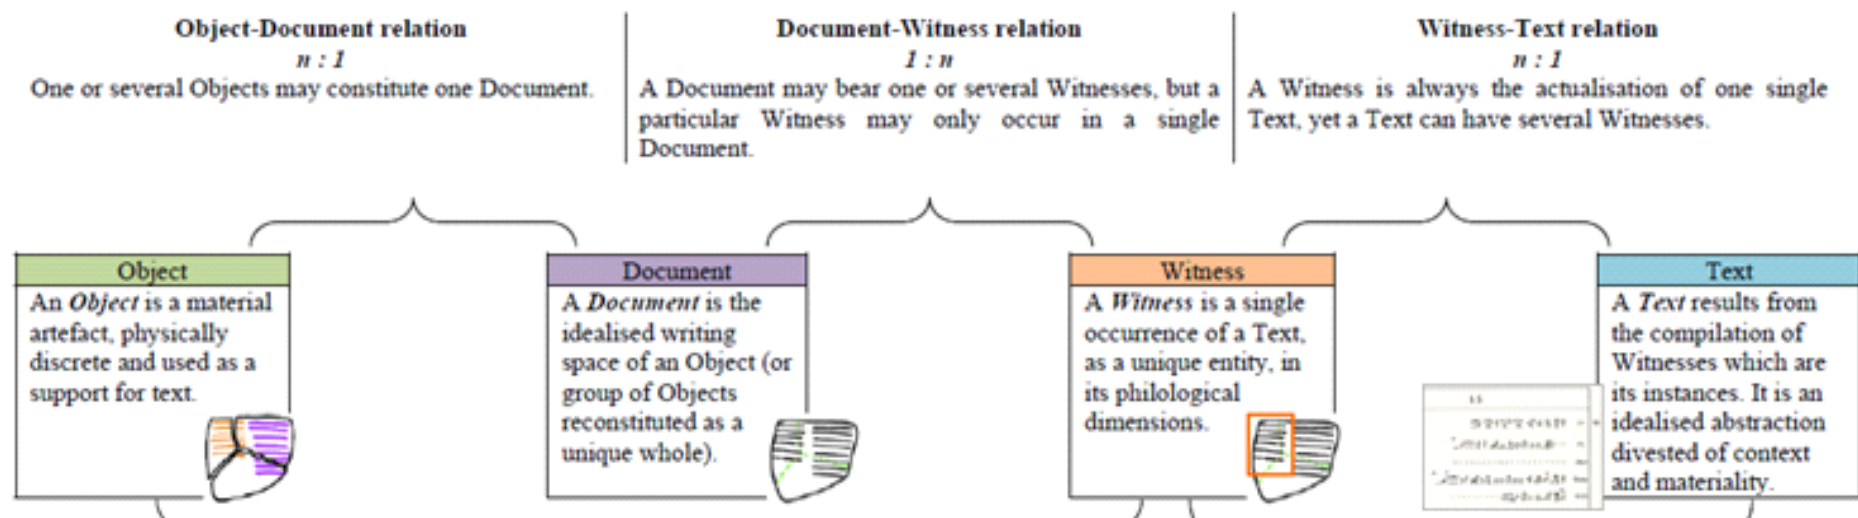 Object-Document relation
n : 1
One or several Objects may constitute one Document.
Document-Witness relation
1 : n
A Document may bear one or several Witnesses, but a
particular Witness may only occur in a single
Document.
Witness-Text relation
n : 1
A Witness is always the actualisation of one single
Text, yet a Text can have several Witnesses.
Object
An Object is a material
artefact, physically
discrete and used as a
support for text.
Document
A Document is the
idealised writing
space of an Object (or
group of Objects
reconstituted as a
unique whole).
Witness
A Witness is a single
occurrence of a Text,
as a unique entity, in
its philological
dimensions.
Text
A Text results from
the compilation of
Witnesses which are
its instances. It is an
idealised abstraction
divested of context
and materiality.